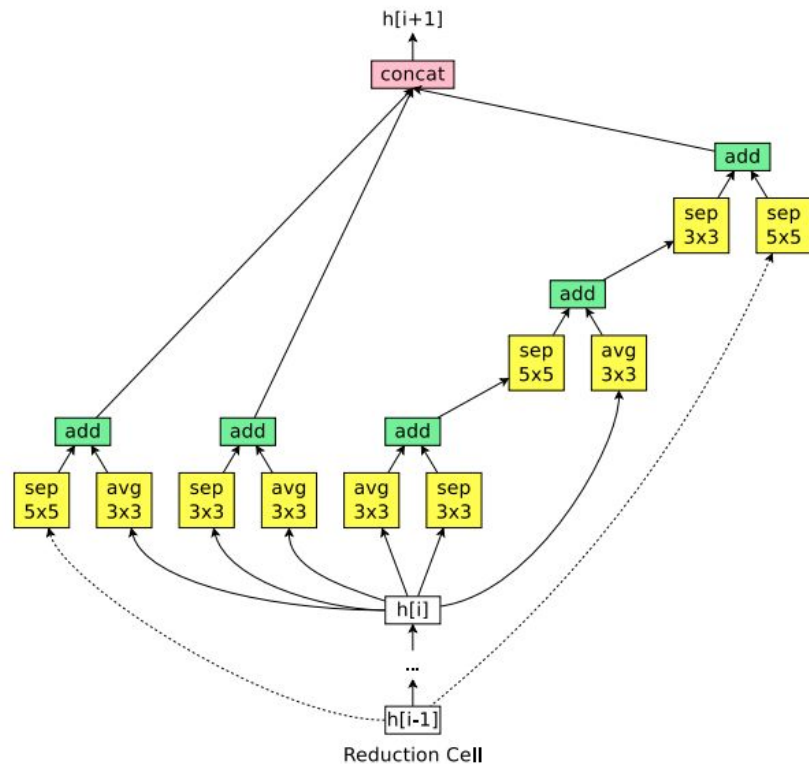 h[i+1]
concat
add
sep
3x3
sep
5x5
add
sep
5x5
avg
3x3
add
add
add
sep
5x5
avg
3x3
sep
3x3
avg
3x3
avg
3x3
sep
3x3
h[i]
...
h[i-1]
Reduction Cell